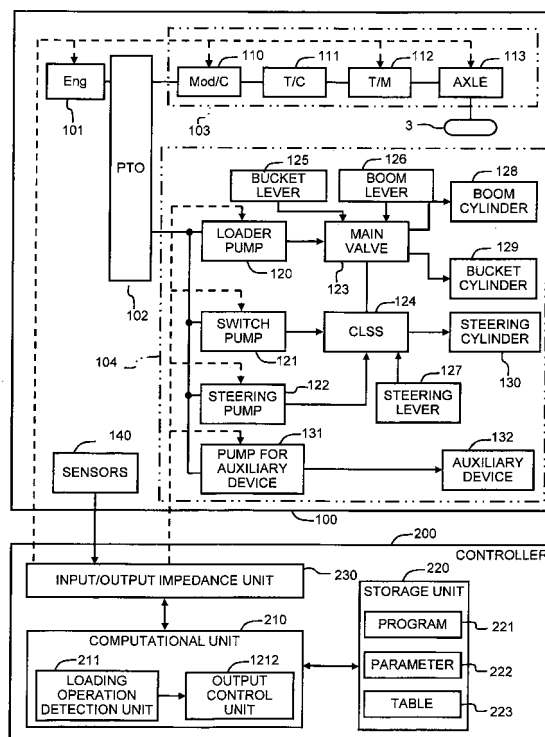 110
111
112
113
Eng
Mod/C
T/C
T/M
AXLE
101
103
3
PTO
125
126
128
BUCKET
LEVER
BOOM LEVER
BOOM
CYLINDER
LOADER
PUMP
MAIN
VALVE
129
120
123
BUCKET
CYLINDER
102
124
104
SWITCH
PUMP
CLSS
STEERING
CYLINDER
121
122
127
130
STEERING
PUMP
STEERING
LEVER
140
131
132
SENSORS
PUMP FOR
AUXILIARY
DEVICE
AUXILIARY
DEVICE
100
200
CONTROLLER
INPUT/OUTPUT IMPEDANCE UNIT
230
220
STORAGE UNIT
210
COMPUTATIONAL UNIT
PROGRAM
221
211
1212
LOADING
OPERATION
DETECTION UNIT
OUTPUT
CONTROL
UNIT
PARAMETER
222
TABLE
223